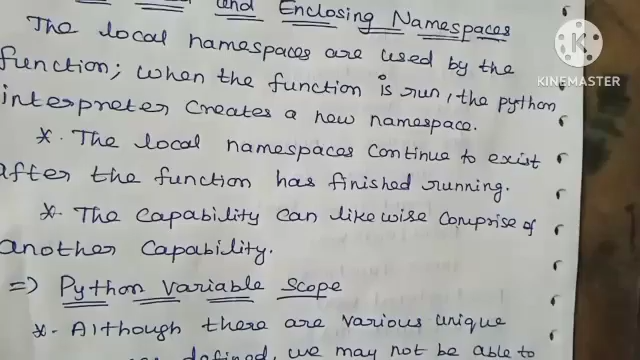 and Enclosing Namespaces
The local namespaces are used by the
function; when the function is run, the python
interpreter creates a new namespace.
*. The local namespaces continue to exist
after the function has finished running.
*. The capability can likewise comprise of
another capability.
=> Python Variable Scope
*. Although there are various unique
defined, we may not be able to
KINEMASTER